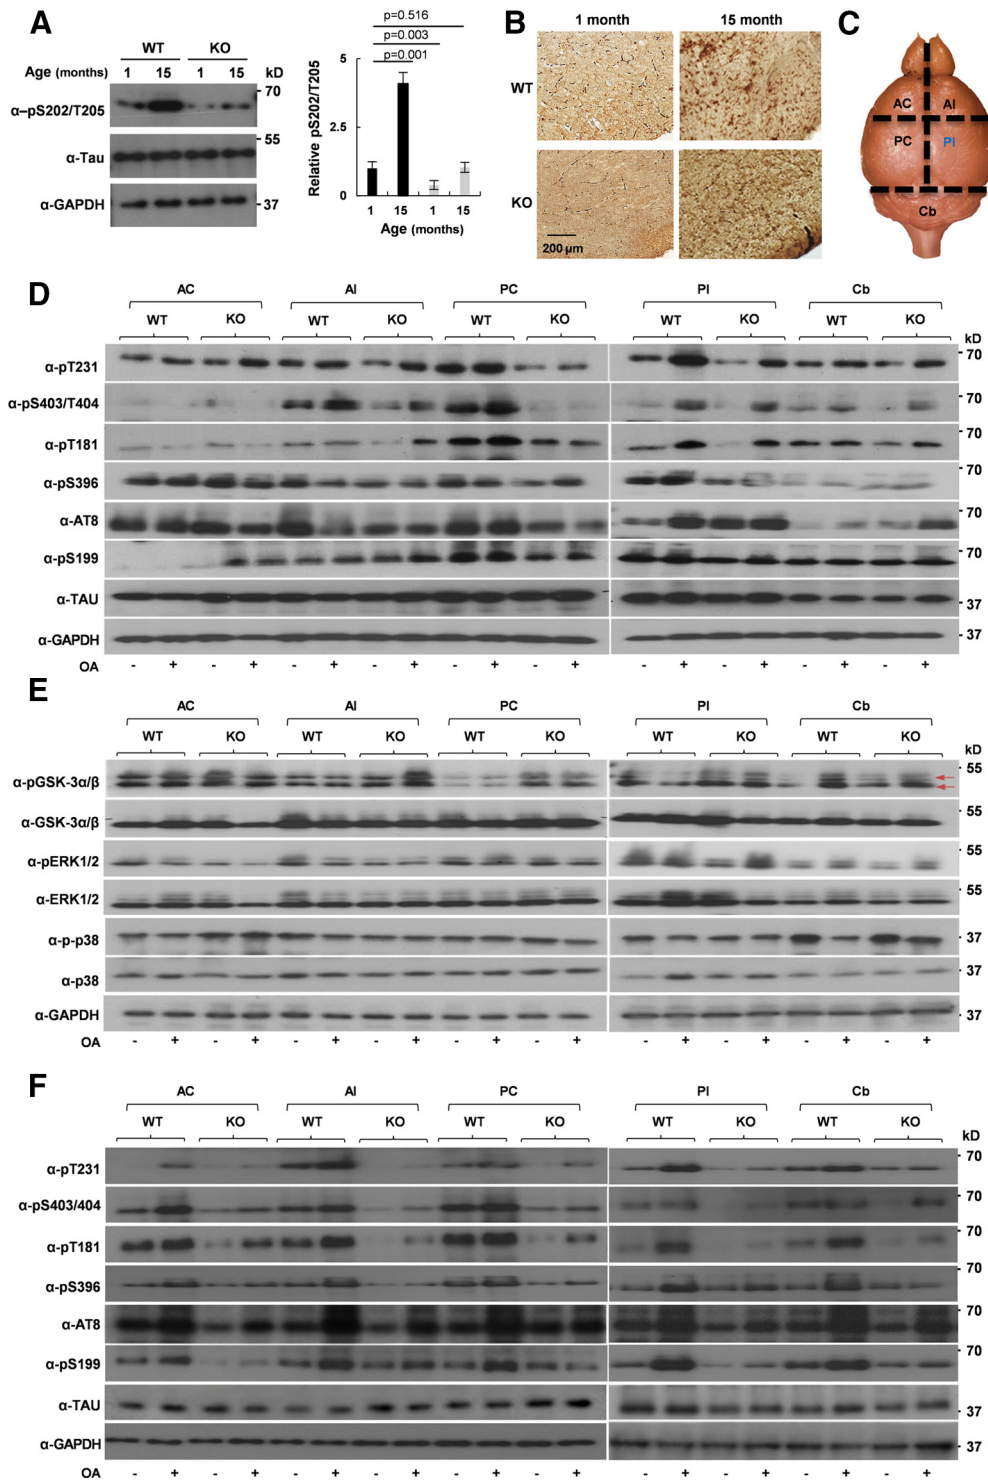 A
WT KO
Age (months) 1 15 1 15 kD
α–pS202/T205
70
55
α-Tau
α-GAPDH
37
p=0.516
p=0.003
p=0.001
5
2.5
0
Relative pS202/T205
1 15 1 15
Age (months)
B
1 month 15 month
WT
KO
200 µm
C
AC AI
PC PI
Cb
D
AC AI PC PI Cb
WT KO WT KO WT KO WT KO WT KO
kD
α-pT231 70
α-pS403/T404 70
α-pT181 70
α-pS396 70
α-AT8 70
α-pS199 70
α-TAU 37
α-GAPDH 37
OA - + - + - + - + - + - + - + - + - + - +
E
AC AI PC PI Cb
WT KO WT KO WT KO WT KO WT KO
kD
α-pGSK-3α/β 55
α-GSK-3α/β 55
α-pERK1/2 55
α-ERK1/2 55
α-p-p38 37
α-p38 37
α-GAPDH 37
OA - + - + - + - + - + - + - + - + - + - +
F
AC AI PC PI Cb
WT KO WT KO WT KO WT KO WT KO
kD
α-pT231 70
α-pS403/404 70
α-pT181 70
α-pS396 70
α-AT8 70
α-pS199 70
α-TAU 37
α-GAPDH 37
OA - + - + - + - + - + - + - + - + - + - +